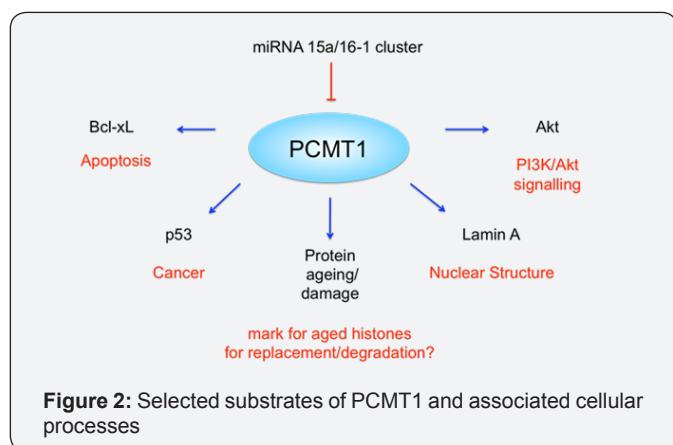 miRNA 15a/16-1 cluster
Bcl-xL
Apoptosis
PCMT1
Akt
PI3K/Akt
signalling
p53
Cancer
Protein
ageing/
damage
Lamin A
Nuclear Structure
mark for aged histones
for replacement/degradation?
Figure 2: Selected substrates of PCMT1 and associated cellular
processes